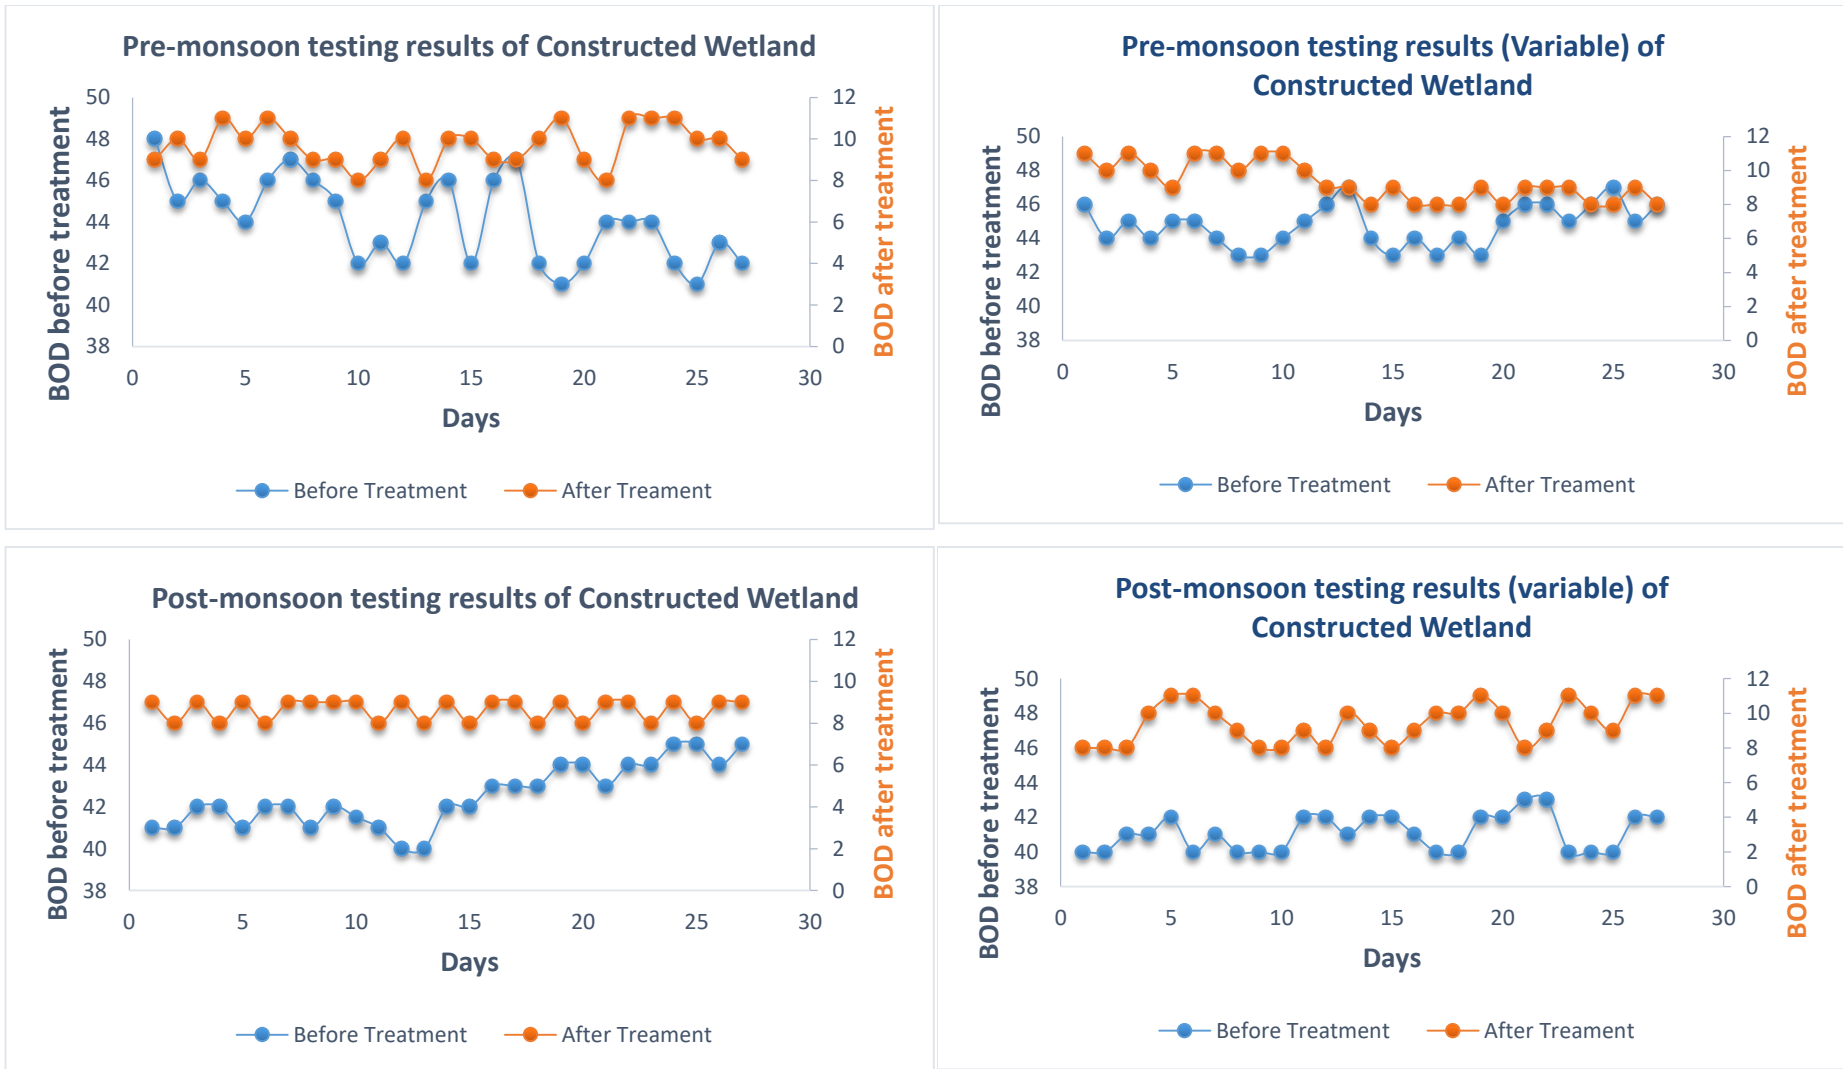 Pre-monsoon testing results of Constructed Wetland
BOD before treatment
50
48
46
44
42
40
38
12
10
8
6
4
2
0
BOD after treatment
0 5 10 15 20 25 30
Days
Before Treatment After Treament
Pre-monsoon testing results (Variable) of
Constructed Wetland
BOD before treatment
50
48
46
44
42
40
38
12
10
8
6
4
2
0
BOD after treatment
0 5 10 15 20 25 30
Days
Before Treatment After Treament
Post-monsoon testing results of Constructed Wetland
BOD before treatment
50
48
46
44
42
40
38
12
10
8
6
4
2
0
BOD after treatment
0 5 10 15 20 25 30
Days
Before Treatment After Treament
Post-monsoon testing results (variable) of
Constructed Wetland
BOD before treatment
50
48
46
44
42
40
38
12
10
8
6
4
2
0
BOD after treatment
0 5 10 15 20 25 30
Days
Before Treatment After Treament